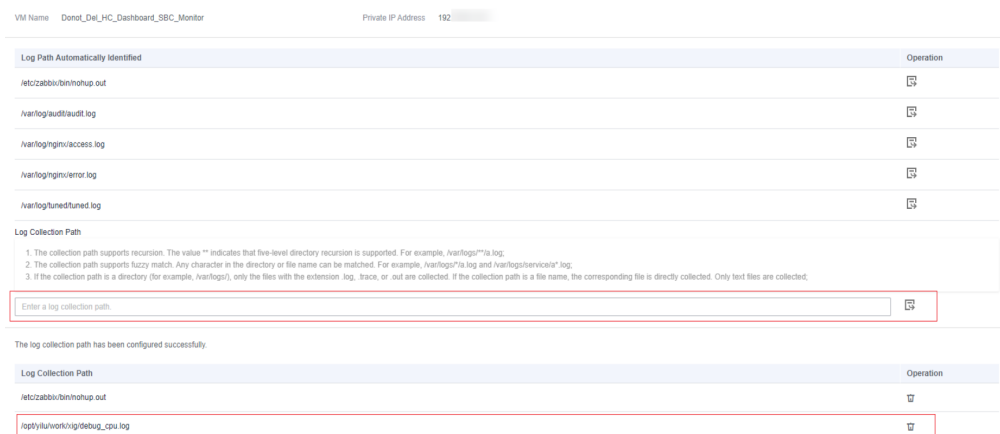 VM Name Donot_Del_HC_Dashboard_SBC_Monitor Private IP Address 192
Log Path Automatically Identified Operation
/etc/zabbix/bin/nohup.out
/var/log/audit/audit.log
/var/log/nginx/access.log
/var/log/nginx/error.log
/var/log/tuned/tuned.log
Log Collection Path
1. The collection path supports recursion. The value ** indicates that five-level directory recursion is supported. For example, /var/logs/**/a.log;
2. The collection path supports fuzzy match. Any character in the directory or file name can be matched. For example, /var/logs/*/a.log and /var/logs/service/a*.log;
3. If the collection path is a directory (for example, /var/logs/), only the files with the extension .log, .trace, or .out are collected. If the collection path is a file name, the corresponding file is directly collected. Only text files are collected;
Enter a log collection path.
The log collection path has been configured successfully.
Log Collection Path Operation
/etc/zabbix/bin/nohup.out
/opt/yilu/work/xig/debug_cpu.log